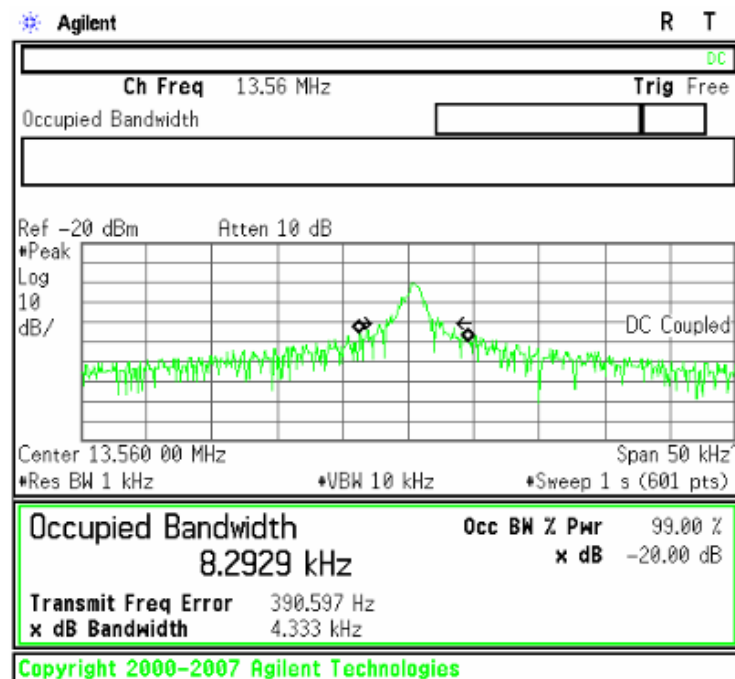 Agilent R T
DC
Ch Freq 13.56 MHz Trig Free
Occupied Bandwidth
Ref -20 dBm Atten 10 dB
#Peak
Log
10
dB/
DC Coupled
Center 13.560 00 MHz Span 50 kHz
#Res BW 1 kHz #VBW 10 kHz #Sweep 1 s (601 pts)
Occupied Bandwidth Occ BW % Pwr 99.00 %
8.2929 kHz x dB -20.00 dB
Transmit Freq Error 390.597 Hz
x dB Bandwidth 4.333 kHz
Copyright 2000-2007 Agilent Technologies